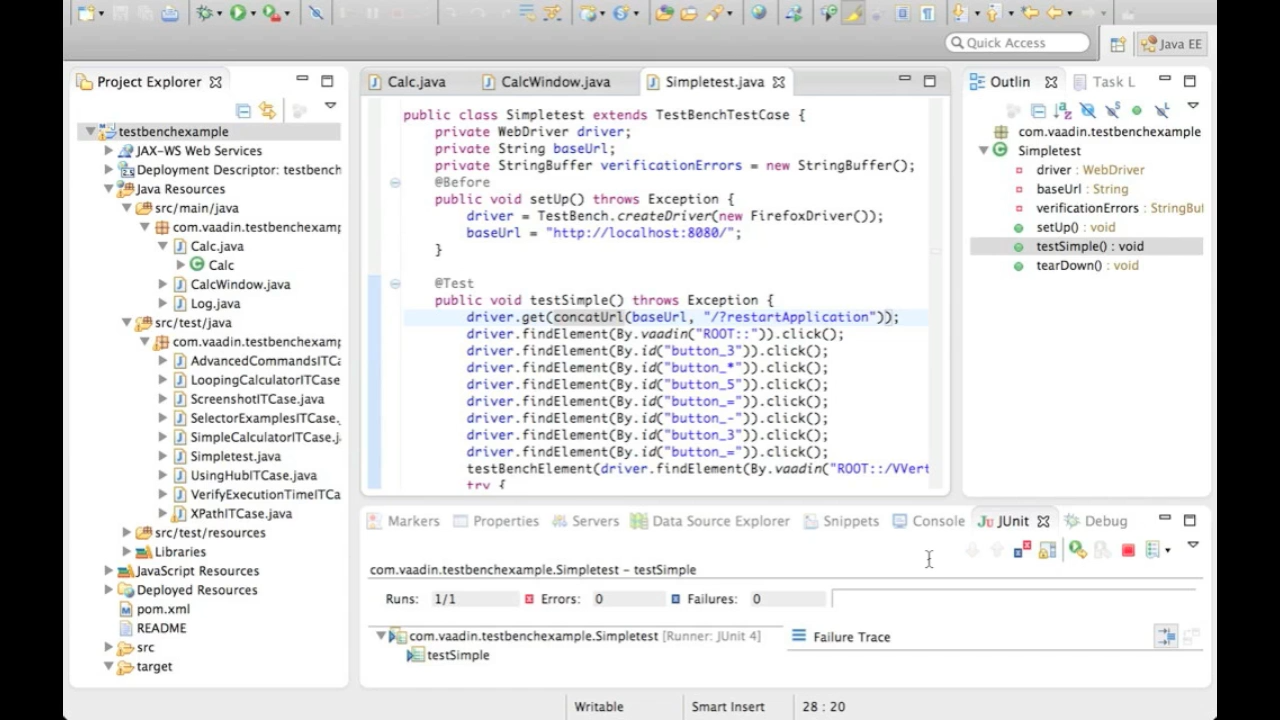 Quick Access
Java EE
Project Explorer
testbenchexample
JAX-WS Web Services
Deployment Descriptor: testbench
Java Resources
src/main/java
com.vaadin.testbenchexamp
Calc.java
Calc
CalcWindow.java
Log.java
src/test/java
com.vaadin.testbenchexamp
AdvancedCommandsITCa
LoopingCalculatorITCase
ScreenshotITCase.java
SelectorExamplesITCase.
SimpleCalculatorITCase.j
Simpletest.java
UsingHubITCase.java
VerifyExecutionTimeITCa
XPathITCase.java
src/test/resources
Libraries
JavaScript Resources
Deployed Resources
pom.xml
README
src
target
Calc.java
CalcWindow.java
Simpletest.java
public class Simpletest extends TestBenchTestCase {
private WebDriver driver;
private String baseUrl;
private StringBuffer verificationErrors = new StringBuffer();
@Before
public void setUp() throws Exception {
driver = TestBench.createDriver(new FirefoxDriver());
baseUrl = "http://localhost:8080/";
}
@Test
public void testSimple() throws Exception {
driver.get(concatUrl(baseUrl, "/?restartApplication"));
driver.findElement(By.vaadin("ROOT::")).click();
driver.findElement(By.id("button_3")).click();
driver.findElement(By.id("button_*")).click();
driver.findElement(By.id("button_5")).click();
driver.findElement(By.id("button_=")).click();
driver.findElement(By.id("button_-")).click();
driver.findElement(By.id("button_3")).click();
driver.findElement(By.id("button_=")).click();
testBenchElement(driver.findElement(By.vaadin("ROOT::/VVert
try {
Outlin
Task L
com.vaadin.testbenchexample
Simpletest
driver : WebDriver
baseUrl : String
verificationErrors : StringBuf
setUp() : void
testSimple() : void
tearDown() : void
Markers
Properties
Servers
Data Source Explorer
Snippets
Console
JUnit
Debug
com.vaadin.testbenchexample.Simpletest – testSimple
Runs: 1/1
Errors: 0
Failures: 0
com.vaadin.testbenchexample.Simpletest [Runner: JUnit 4]
testSimple
Failure Trace
Writable
Smart Insert
28 : 20